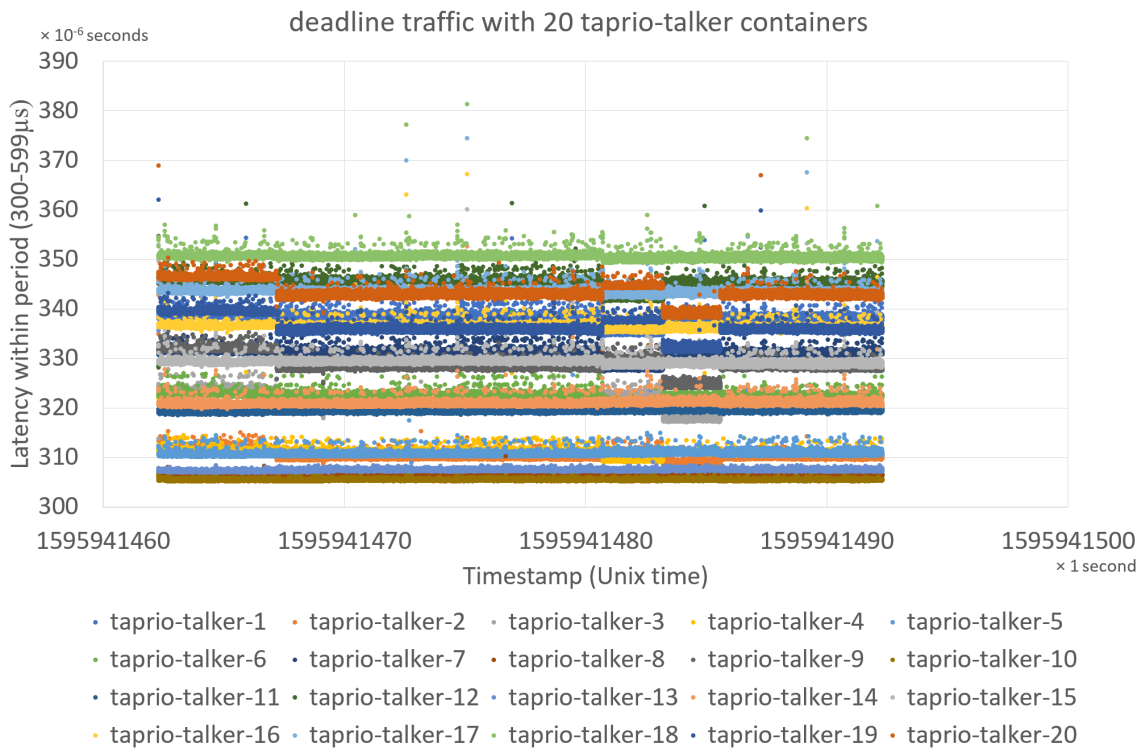 deadline traffic with 20 taprio-talker containers
× 10-6 seconds
Latency within period (300-599µs)
390
380
370
360
350
340
330
320
310
300
1595941460 1595941470 1595941480 1595941490 1595941500
Timestamp (Unix time)
× 1 second
taprio-talker-1 taprio-talker-2 taprio-talker-3 taprio-talker-4 taprio-talker-5
taprio-talker-6 taprio-talker-7 taprio-talker-8 taprio-talker-9 taprio-talker-10
taprio-talker-11 taprio-talker-12 taprio-talker-13 taprio-talker-14 taprio-talker-15
taprio-talker-16 taprio-talker-17 taprio-talker-18 taprio-talker-19 taprio-talker-20